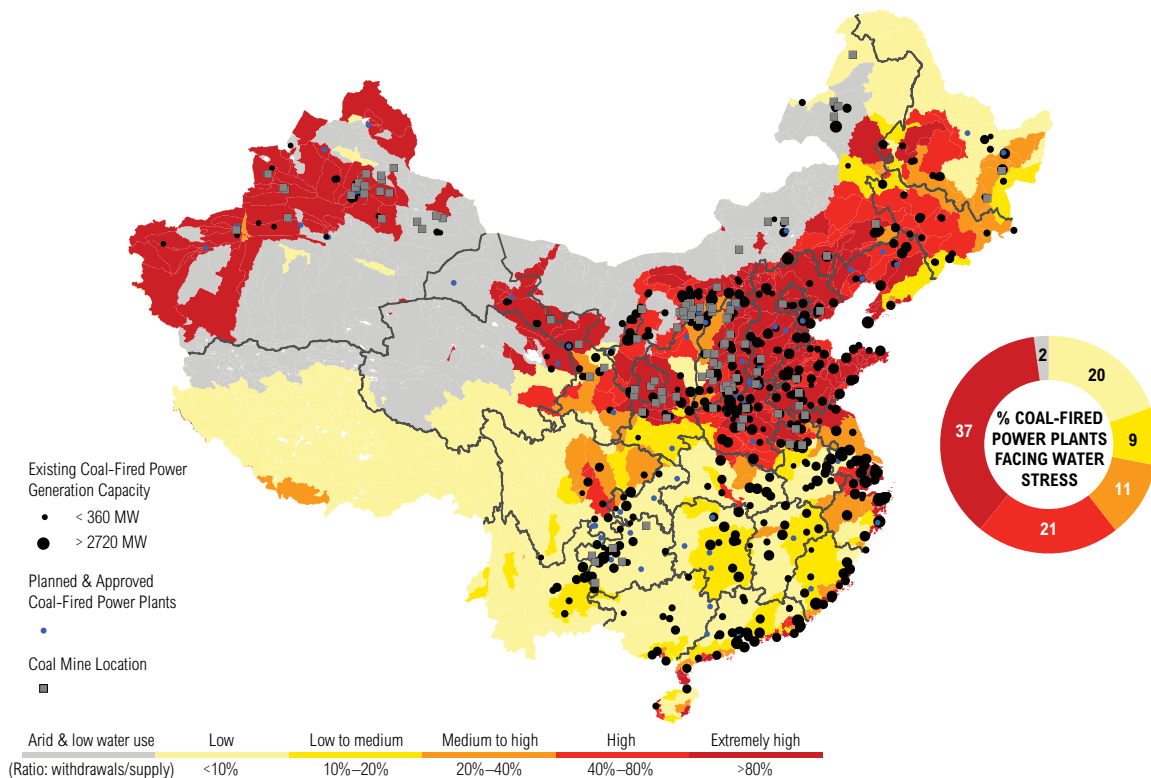 2
20
37
% COAL-FIRED
POWER PLANTS
FACING WATER
STRESS
9
11
21
Existing Coal-Fired Power
Generation Capacity
< 360 MW
> 2720 MW
Planned & Approved
Coal-Fired Power Plants
Coal Mine Location
Arid & low water use Low Low to medium Medium to high High Extremely high
(Ratio: withdrawals/supply) <10% 10%–20% 20%–40% 40%–80% >80%